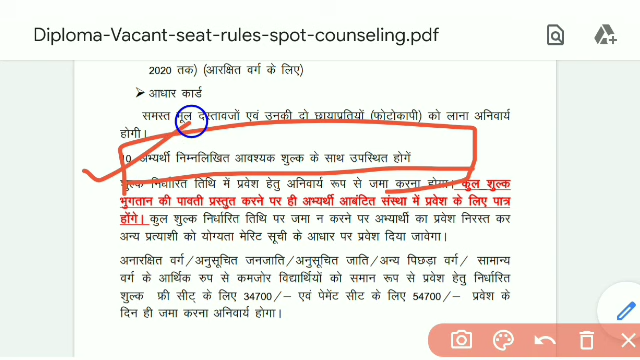 Diploma-Vacant-seat-rules-spot-counseling.pdf
2020 तक) (आरक्षित वर्ग के लिए)
➤ आधार कार्ड
समस्त मूल दस्तावजों एवं उनकी दो छायाप्रतियों (फोटोकापी) को लाना अनिवार्य
होगी।
10. अभ्यर्थी निम्नलिखित आवश्यक शुल्क के साथ उपस्थित होगें
शुल्क निर्धारित तिथि में प्रवेश हेतु अनिवार्य रूप से जमा करना होगा। कुल शुल्क
भुगतान की पावती प्रस्तुत करने पर ही अभ्यर्थी आबंटित संस्था में प्रवेश के लिए पात्र
होंगे। कुल शुल्क निर्धारित तिथि पर जमा न करने पर अभ्यार्थी का प्रवेश निरस्त कर
अन्य प्रत्याशी को योग्यता मेरिट सूची के आधार पर प्रवेश दिया जावेगा।
अनारक्षित वर्ग/अनुसूचित जनजाति/अनुसूचित जाति/अन्य पिछड़ा वर्ग/ सामान्य
वर्ग के आर्थिक रुप से कमजोर विद्यार्थियों को समान रूप से प्रवेश हेतु निर्धारित
शुल्क फ्री सीट् के लिए 34700/- एवं पेमेंट सीट के लिए 54700/- प्रवेश के
दिन ही जमा करना अनिवार्य होगा।